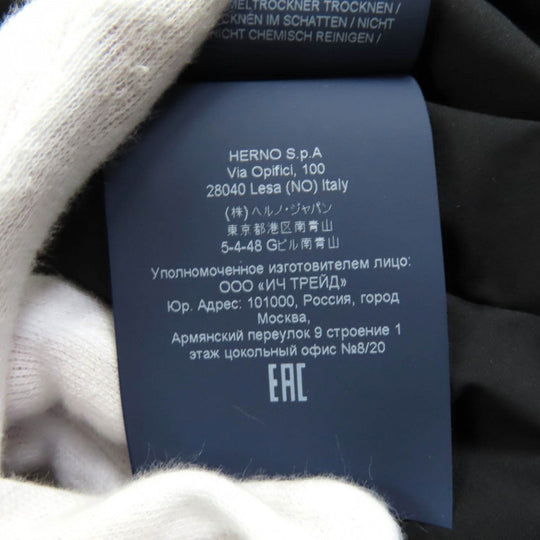 MELTROCKNER TROCKNEN /
TROCKNEN IM SCHATTEN / NICHT
NICHT CHEMISCH REINIGEN /
HERNO S.p.A
Via Opifici, 100
28040 Lesa (NO) Italy
(株)ヘルノ・ジャパン
東京都港区南青山
5-4-48 Gビル南青山
Уполномоченное изготовителем лицо:
ООО «ИЧ ТРЕЙД»
Юр. Адрес: 101000, Россия, город
Москва,
Армянский переулок 9 строение 1
этаж цокольный офис №8/20
EAC